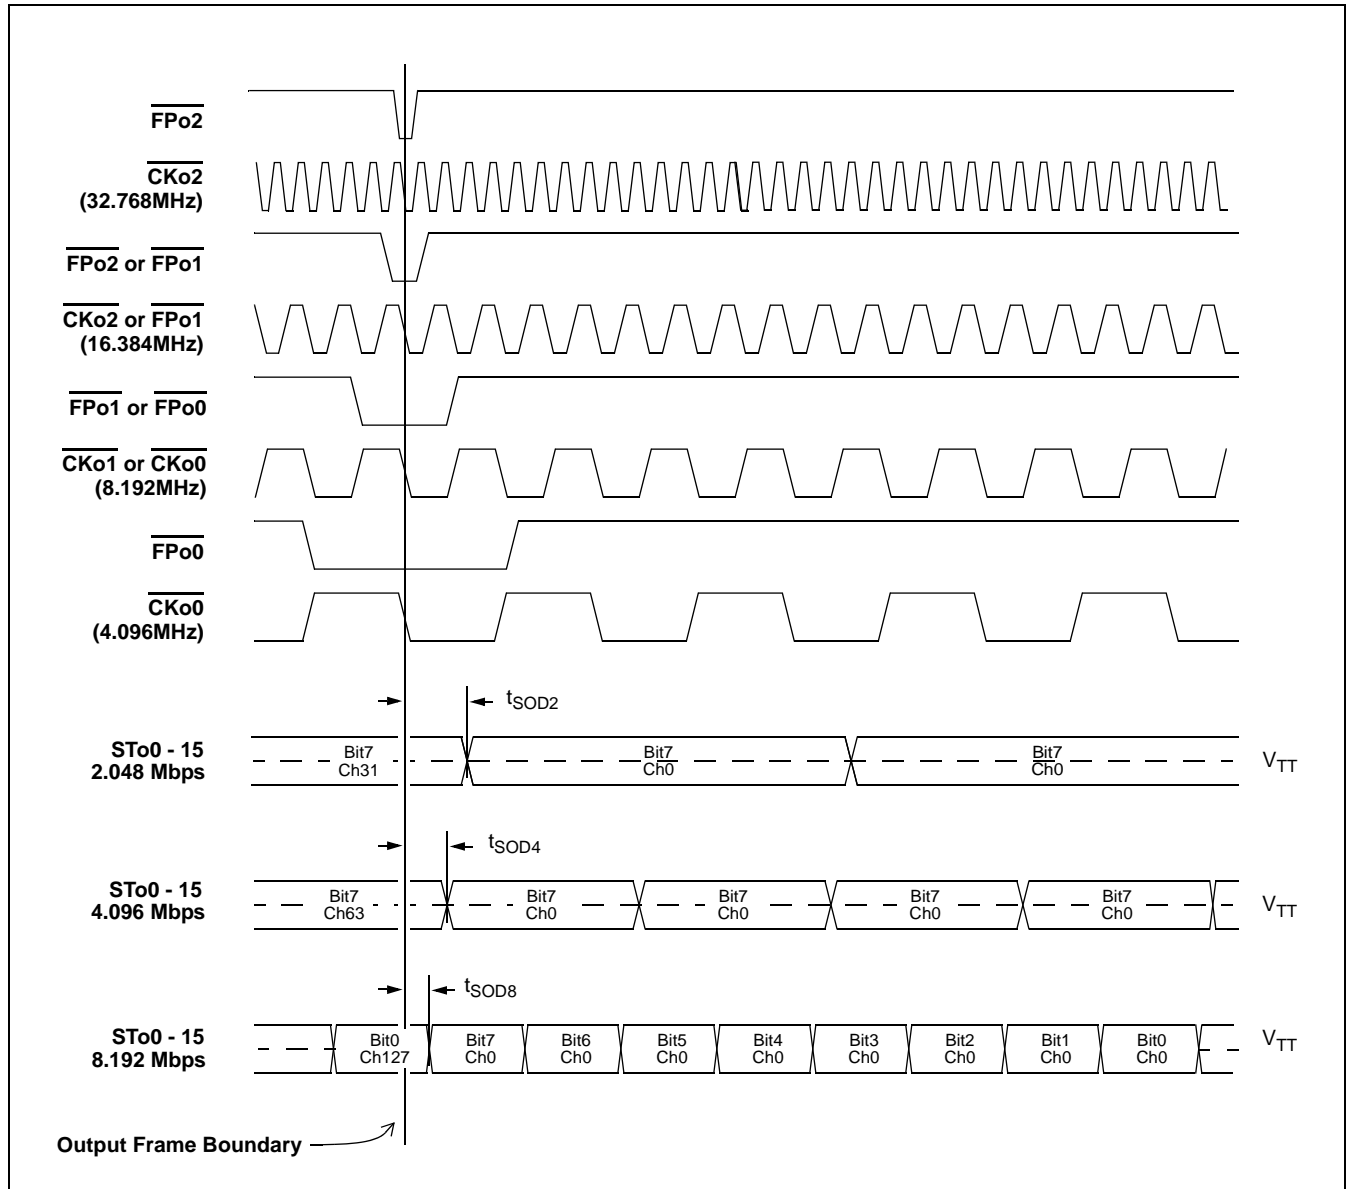 FPo2
CKo2
(32.768MHz)
FPo2 or FPo1
CKo2 or FPo1
(16.384MHz)
FPo1 or FPo0
CKo1 or CKo0
(8.192MHz)
FPo0
CKo0
(4.096MHz)
tSOD2
STo0 - 15
2.048 Mbps
Bit7
Ch31
Bit7
Ch0
Bit7
Ch0
VTT
tSOD4
STo0 - 15
4.096 Mbps
Bit7
Ch63
Bit7
Ch0
Bit7
Ch0
Bit7
Ch0
Bit7
Ch0
VTT
tSOD8
STo0 - 15
8.192 Mbps
Bit0
Ch127
Bit7
Ch0
Bit6
Ch0
Bit5
Ch0
Bit4
Ch0
Bit3
Ch0
Bit2
Ch0
Bit1
Ch0
Bit0
Ch0
VTT
Output Frame Boundary